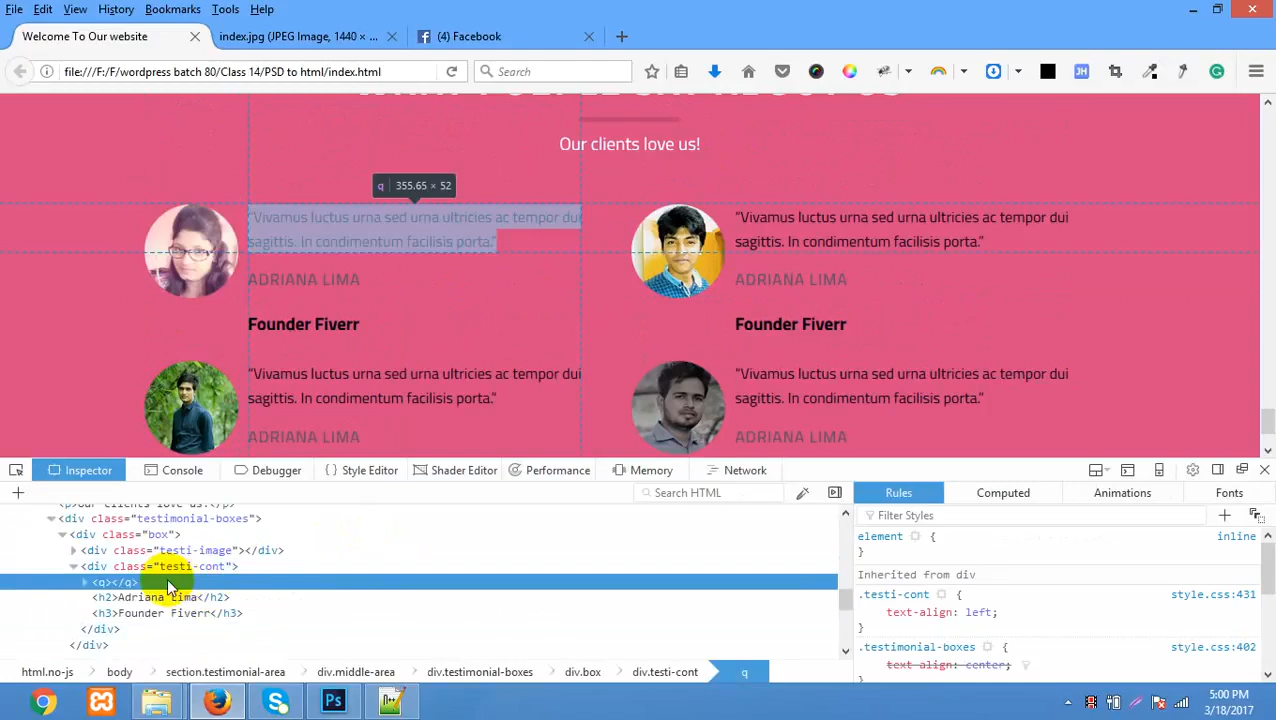 File Edit View History Bookmarks Tools Help
Welcome To Our website
index.jpg (JPEG Image, 1440 × ...
(4) Facebook
file:///F:/F/wordpress batch 80/Class 14/PSD to html/index.html
Search
JH
Our clients love us!
q 355.65 × 52
“Vivamus luctus urna sed urna ultricies ac tempor dui
sagittis. In condimentum facilisis porta.”
ADRIANA LIMA
Founder Fiverr
“Vivamus luctus urna sed urna ultricies ac tempor dui
sagittis. In condimentum facilisis porta.”
ADRIANA LIMA
Founder Fiverr
“Vivamus luctus urna sed urna ultricies ac tempor dui
sagittis. In condimentum facilisis porta.”
ADRIANA LIMA
“Vivamus luctus urna sed urna ultricies ac tempor dui
sagittis. In condimentum facilisis porta.”
ADRIANA LIMA
Inspector Console Debugger Style Editor Shader Editor Performance Memory Network
Search HTML
<p>Our clients love us!</p>
<div class="testimonial-boxes">
<div class="box">
<div class="testi-image"></div>
<div class="testi-cont">
<q></q>
<h2>Adriana Lima</h2>
<h3>Founder Fiverr</h3>
</div>
</div>
html.no-js body section.testimonial-area div.middle-area div.testimonial-boxes div.box div.testi-cont q
Rules Computed Animations Fonts
Filter Styles
element { inline
}
Inherited from div
.testi-cont { style.css:431
text-align: left;
}
.testimonial-boxes { style.css:402
text-align: center;
Ps
5:00 PM
3/18/2017